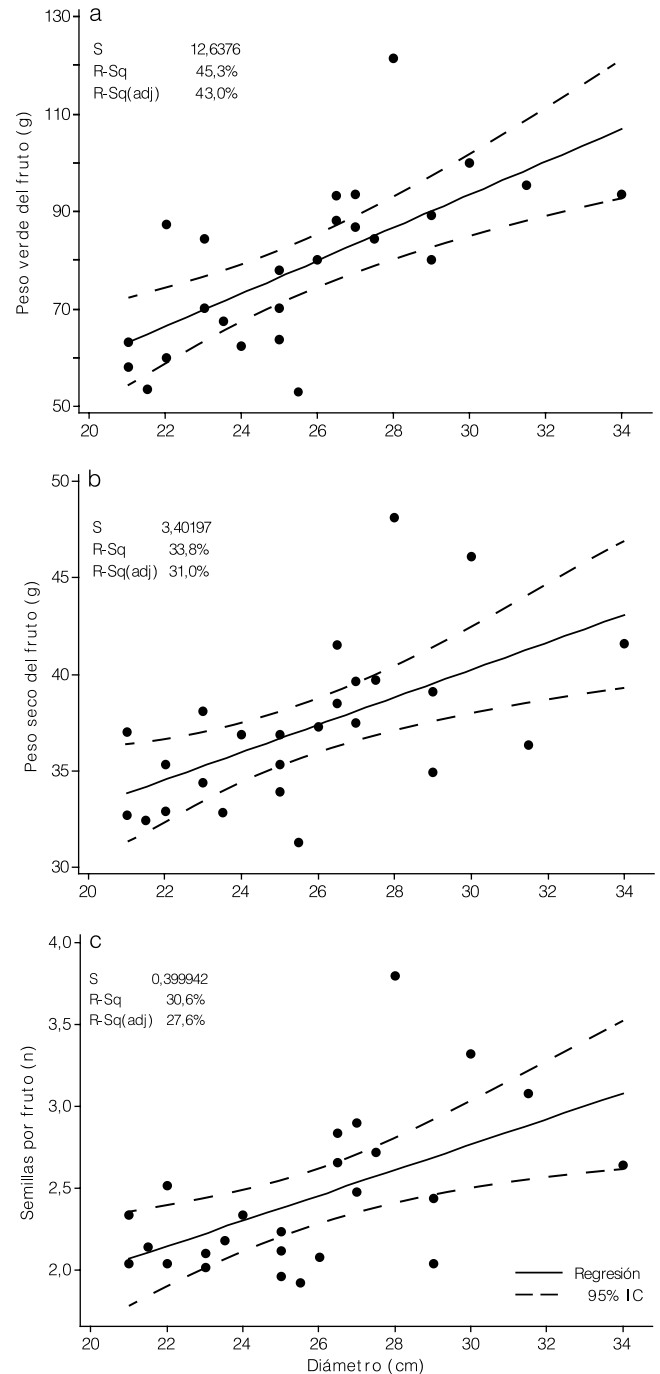 a
S 12,6376
R-Sq 45,3%
R-Sq(adj) 43,0%
Peso verde del fruto (g)
130
110
90
70
50
20 22 24 26 28 30 32 34
b
S 3,40197
R-Sq 33,8%
R-Sq(adj) 31,0%
Peso seco del fruto (g)
50
45
40
35
30
20 22 24 26 28 30 32 34
c
S 0,399942
R-Sq 30,6%
R-Sq(adj) 27,6%
Semillas por fruto (n)
4,0
3,5
3,0
2,5
2,0
Regresión
95% IC
20 22 24 26 28 30 32 34
Diámetro (cm)